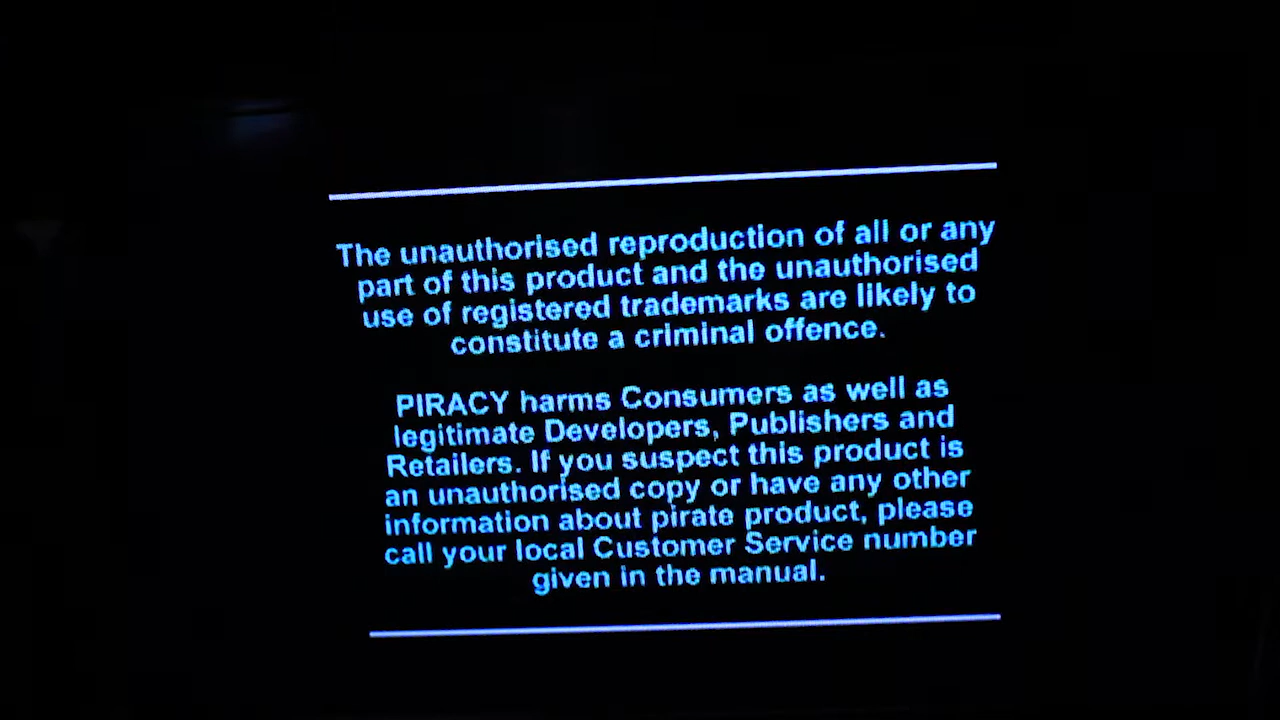 The unauthorised reproduction of all or any
part of this product and the unauthorised
use of registered trademarks are likely to
constitute a criminal offence.
PIRACY harms Consumers as well as
legitimate Developers, Publishers and
Retailers. If you suspect this product is
an unauthorised copy or have any other
information about pirate product, please
call your local Customer Service number
given in the manual.